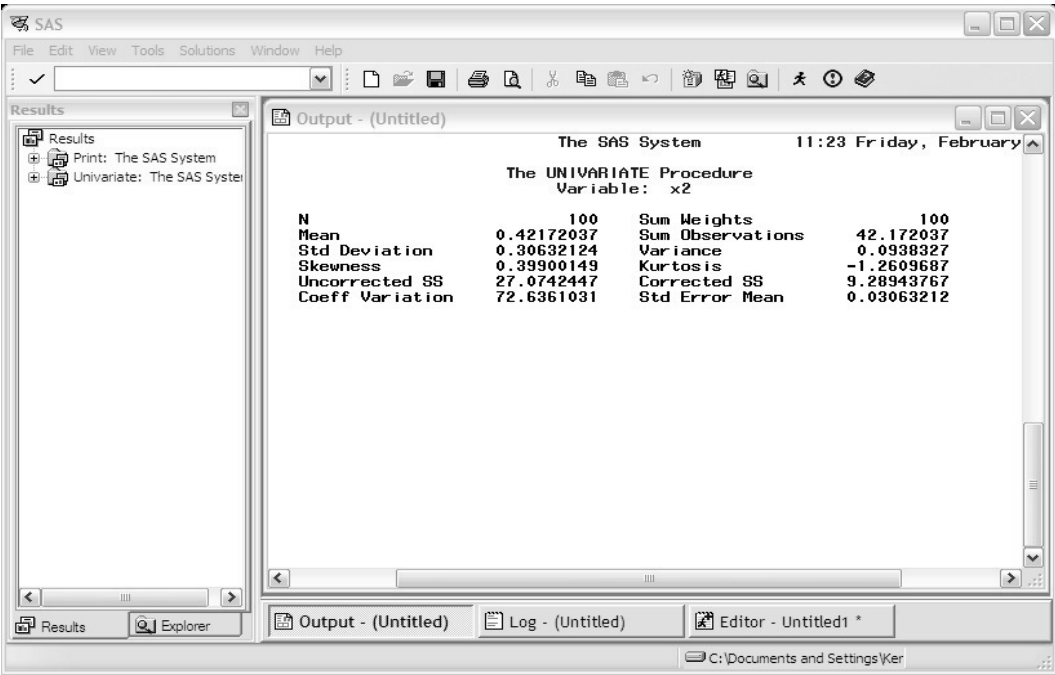 SAS
File Edit View Tools Solutions Window Help
Results
Results
Print: The SAS System
Univariate: The SAS Syster
Output - (Untitled)
The SAS System 11:23 Friday, February
The UNIVARIATE Procedure
Variable: x2
N 100 Sum Weights 100
Mean 0.42172037 Sum Observations 42.172037
Std Deviation 0.30632124 Variance 0.0938327
Skewness 0.39900149 Kurtosis -1.2609687
Uncorrected SS 27.0742447 Corrected SS 9.28943767
Coeff Variation 72.6361031 Std Error Mean 0.03063212
Results Explorer
Output - (Untitled) Log - (Untitled) Editor - Untitled1 *
C:\Documents and Settings\Ker